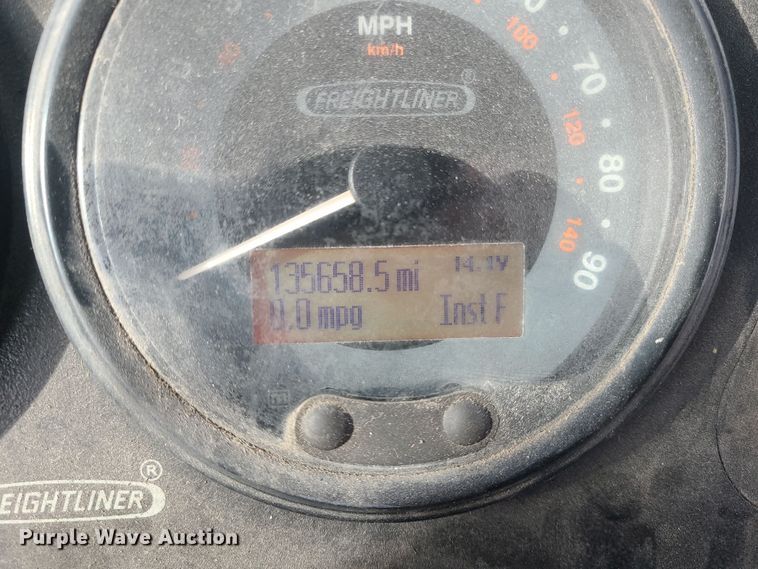 MPH
km/h
100
70
120
80
140
90
FREIGHTLINER®
14.1V
135658.5 mi
0.0 mpg Inst F
EIGHTLINER®
Purple Wave Auction